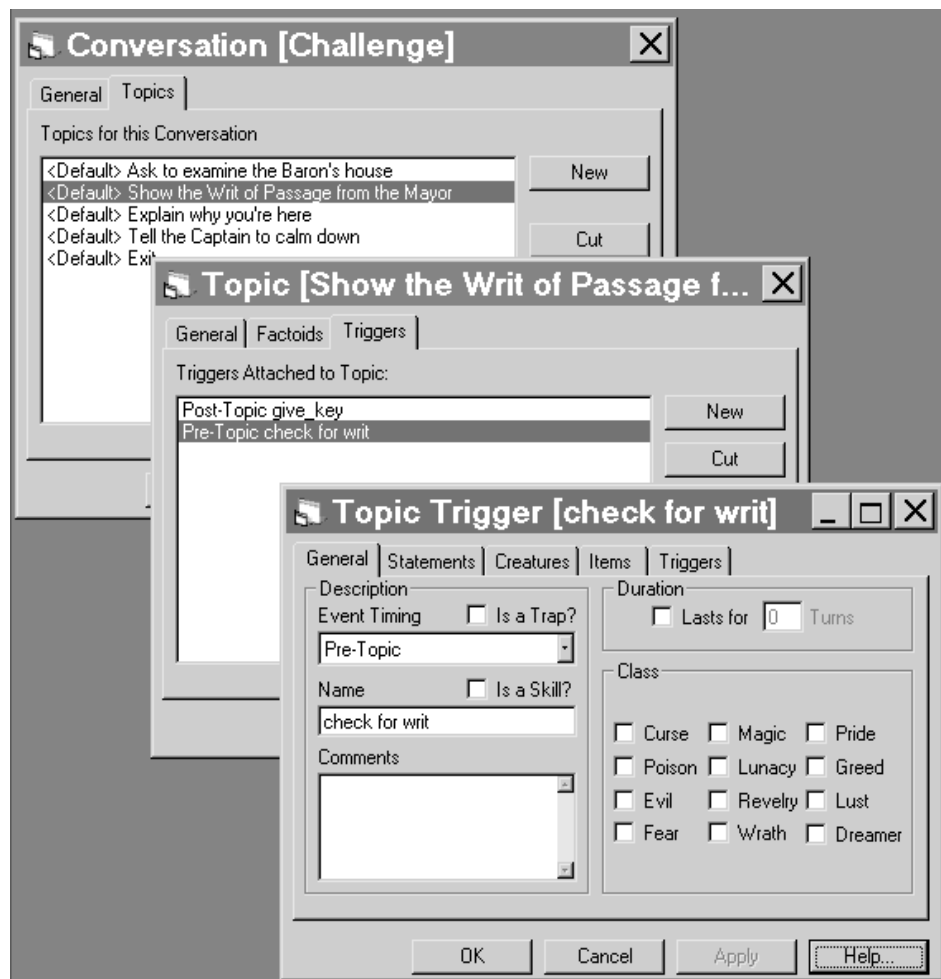 Conversation [Challenge]
General Topics
Topics for this Conversation
<Default> Ask to examine the Baron's house
<Default> Show the Writ of Passage from the Mayor
<Default> Explain why you're here
<Default> Tell the Captain to calm down
<Default> Exit
New
Cut
Topic [Show the Writ of Passage f...
General Factoids Triggers
Triggers Attached to Topic:
Post-Topic give_key
Pre-Topic check for writ
New
Cut
Topic Trigger [check for writ]
General Statements Creatures Items Triggers
Description
Event Timing Is a Trap?
Pre-Topic
Name Is a Skill?
check for writ
Comments
Duration
Lasts for 0 Turns
Class
Curse Magic Pride
Poison Lunacy Greed
Evil Revelry Lust
Fear Wrath Dreamer
OK Cancel Apply Help...